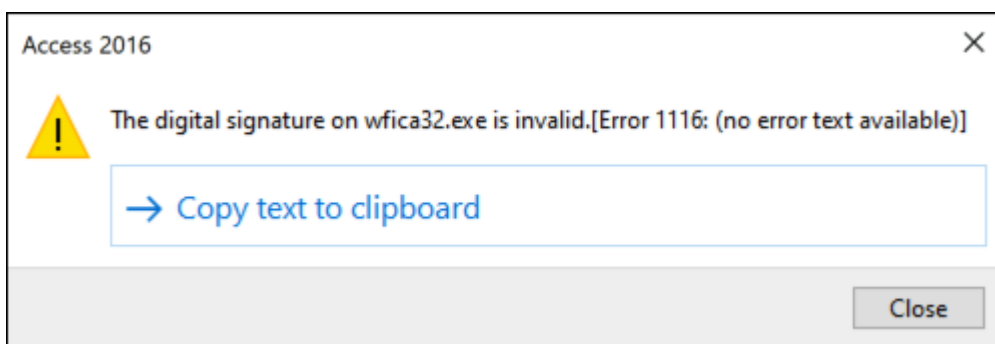 Access 2016
The digital signature on wfica32.exe is invalid.[Error 1116: (no error text available)]
Copy text to clipboard
Close